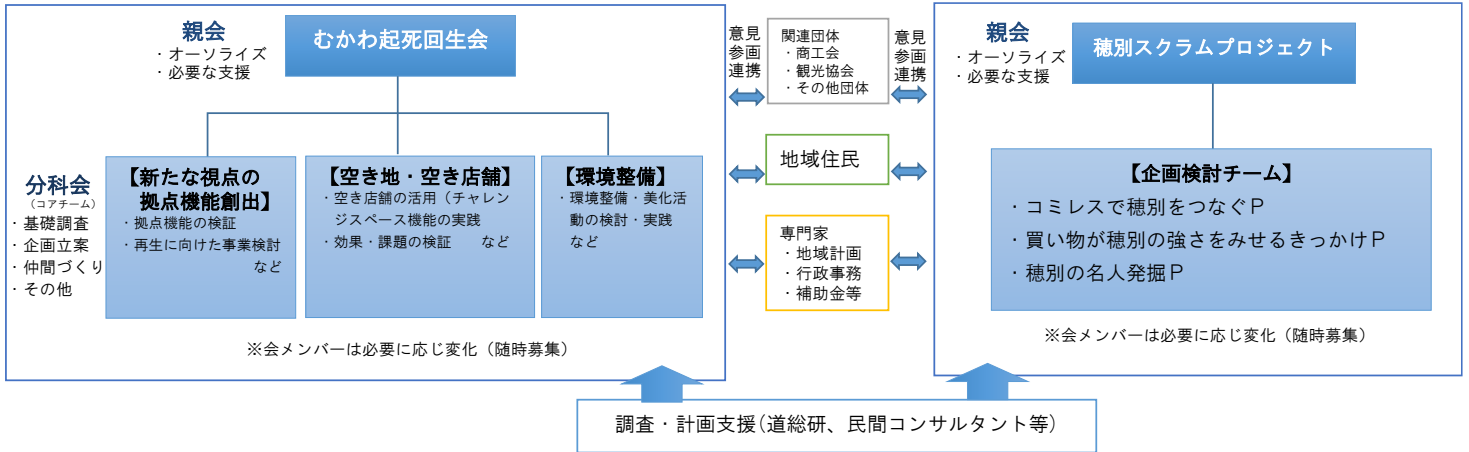 親会
・オーソライズ
・必要な支援
むかわ起死回生会
分科会
（コアチーム）
・基礎調査
・企画立案
・仲間づくり
・その他
【新たな視点の
拠点機能創出】
・拠点機能の検証
・再生に向けた事業検討
など
【空き地・空き店舗】
・空き店舗の活用（チャレン
ジスペース機能の実践
・効果・課題の検証　など
【環境整備】
・環境整備・美化活
動の検討・実践
など
※会メンバーは必要に応じ変化（随時募集）
意見
参画
連携
関連団体
・商工会
・観光協会
・その他団体
意見
参画
連携
地域住民
専門家
・地域計画
・行政事務
・補助金等
親会
・オーソライズ
・必要な支援
穂別スクラムプロジェクト
【企画検討チーム】
・コミレスで穂別をつなぐＰ
・買い物が穂別の強さをみせるきっかけＰ
・穂別の名人発掘Ｐ
※会メンバーは必要に応じ変化（随時募集）
調査・計画支援(道総研、民間コンサルタント等)